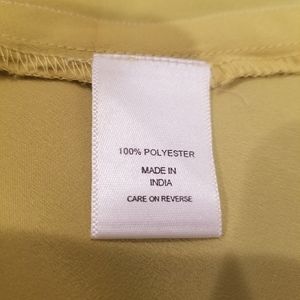 100% POLYESTER
MADE IN
INDIA
CARE ON REVERSE